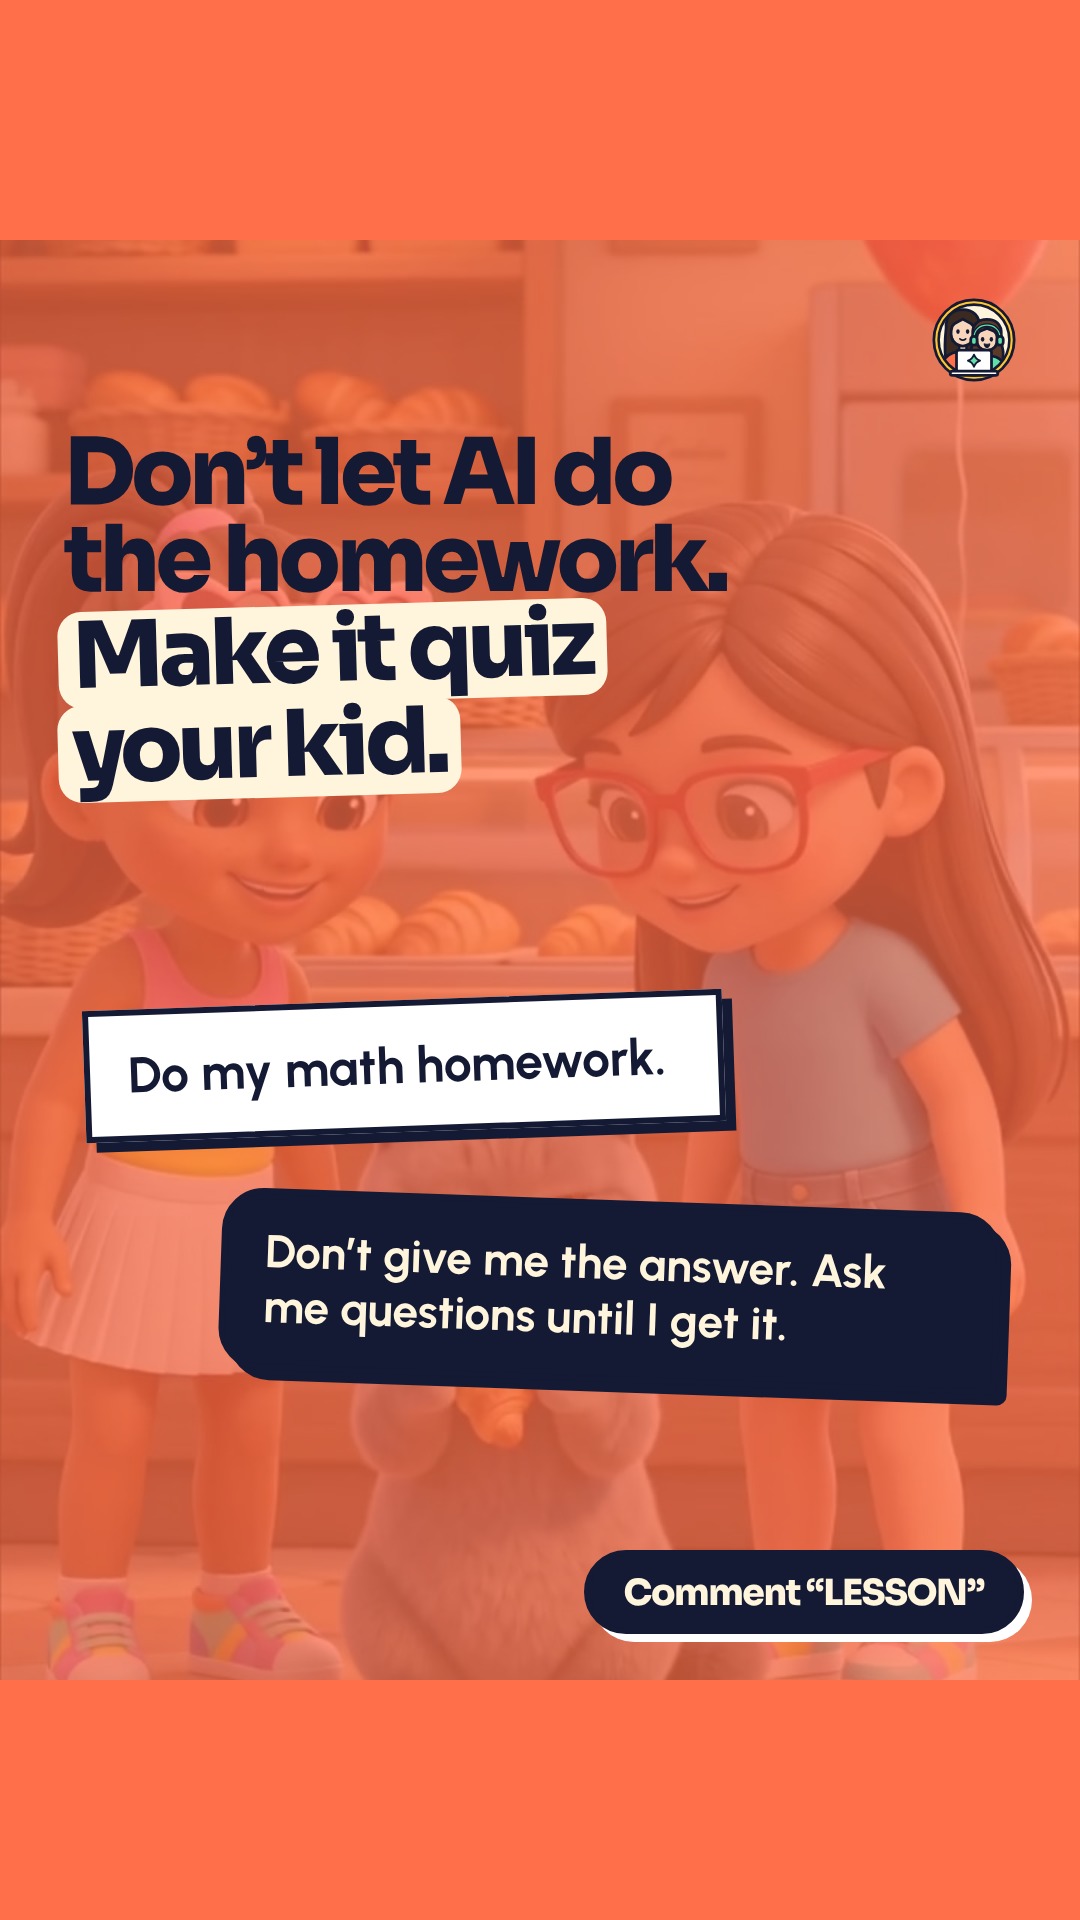 Don’t let AI do
the homework.
Make it quiz
your kid.
Do my math homework.
Don’t give me the answer. Ask
me questions until I get it.
Comment “LESSON”